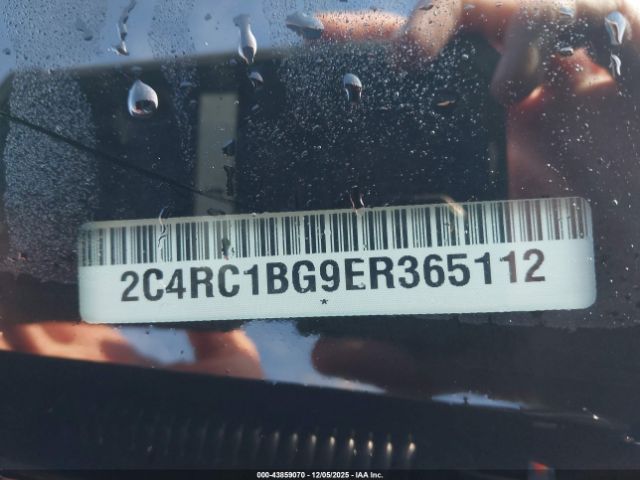 2C4RC1BG9ER365112
*
000-43859070 - 12/05/2025 - IAA Inc.